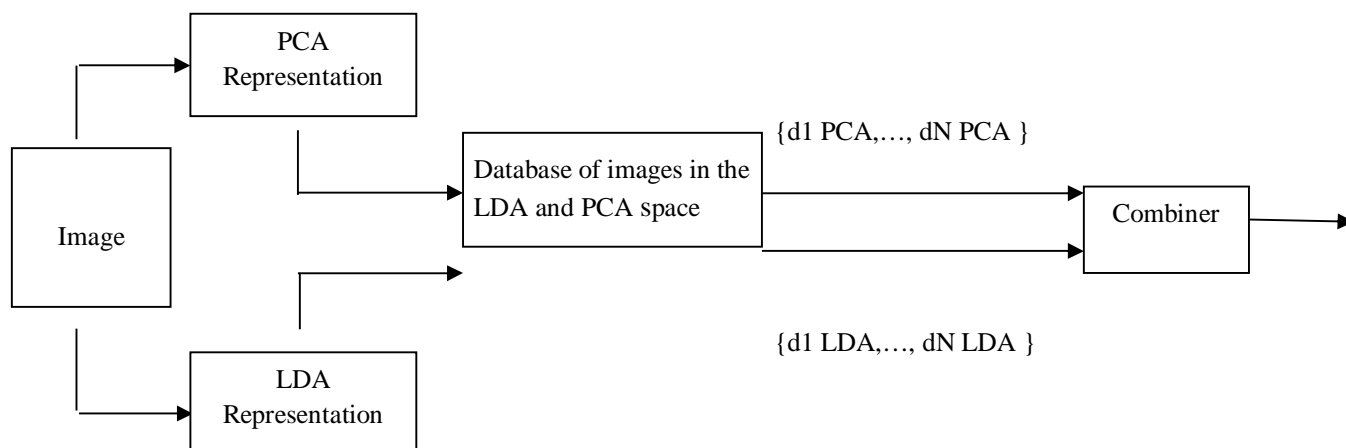 PCA
Representation
{d1 PCA,…, dN PCA }
Database of images in the
LDA and PCA space
Combiner
Image
{d1 LDA,…, dN LDA }
LDA
Representation